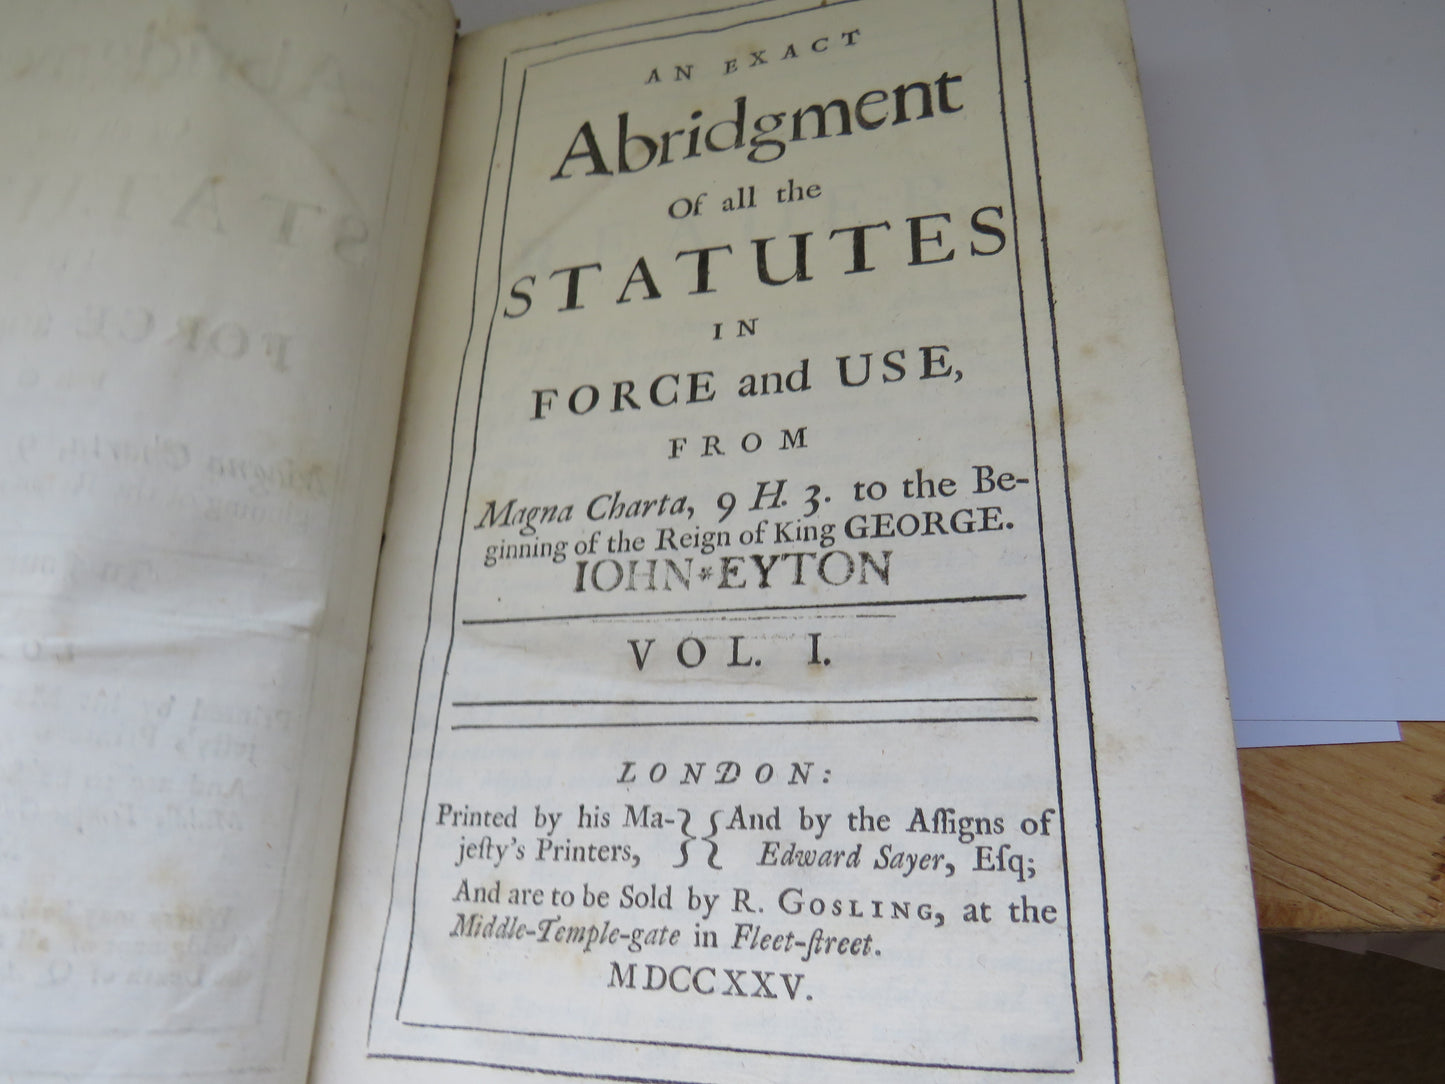 AN EXACT
Abridgment
Of all the
STATUTES
IN
FORCE and USE,
FROM
Magna Charta, 9 H. 3. to the Be-
ginning of the Reign of King GEORGE.
IOHN*EYTON
VOL. I.
LONDON:
Printed by his Ma- And by the Aſſigns of
jeſty's Printers, Edward Sayer, Eſq;
And are to be Sold by R. GOSLING, at the
Middle-Temple-gate in Fleet-ſtreet.
MDCCXXV.